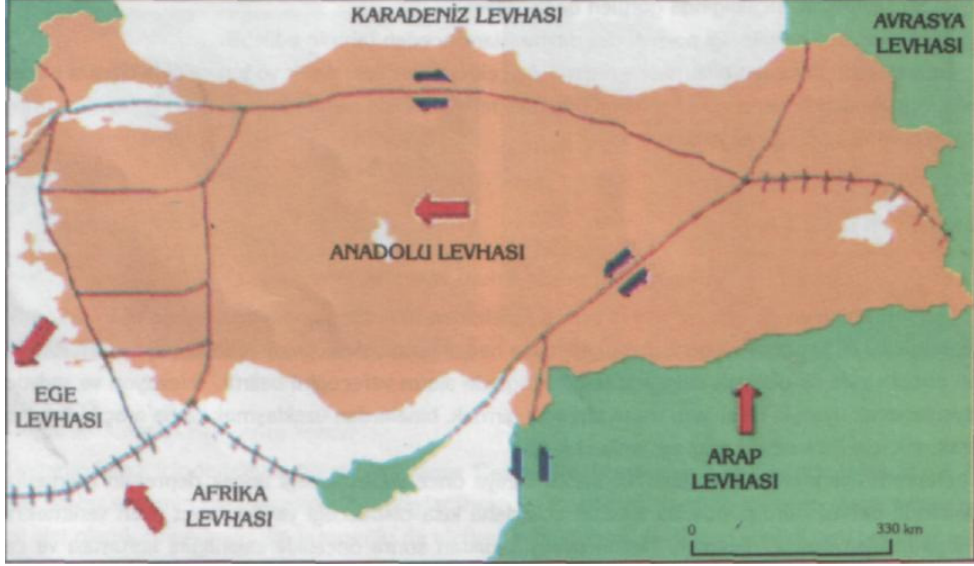 KARADENİZ LEVHASI
AVRASYA
LEVHASI
ANADOLU LEVHASI
EGE
LEVHASI
AFRİKA
LEVHASI
ARAP
LEVHASI
0 330 km